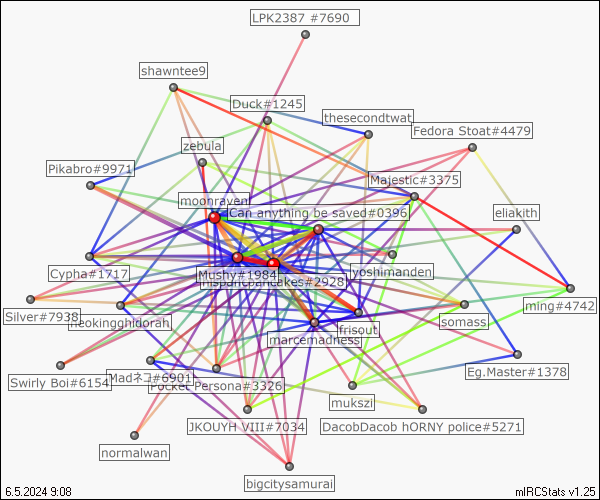 LPK2387 #7690
shawntee9
Duck#1245
thesecondtwat
Fedora Stoat#4479
zebula
Pikabro#9971
Majestic#3375
moonraven
Can anything be saved#0396
eliakith
Cypha#1717
Mushy#1984
yoshimanden
hispanicpancakes#2928
Silver#7938
neokingghidorah
ming#4742
somass
frisout
marcemadness
Eg.Master#1378
Swirly Boi#6154
Madネコ#6901
Pocket Persona#3326
mukszi
JKOUYH VIII#7034
DacobDacob hORNY police#5271
normalwan
bigcitysamurai
6.5.2024 9:08
mIRCStats v1.25